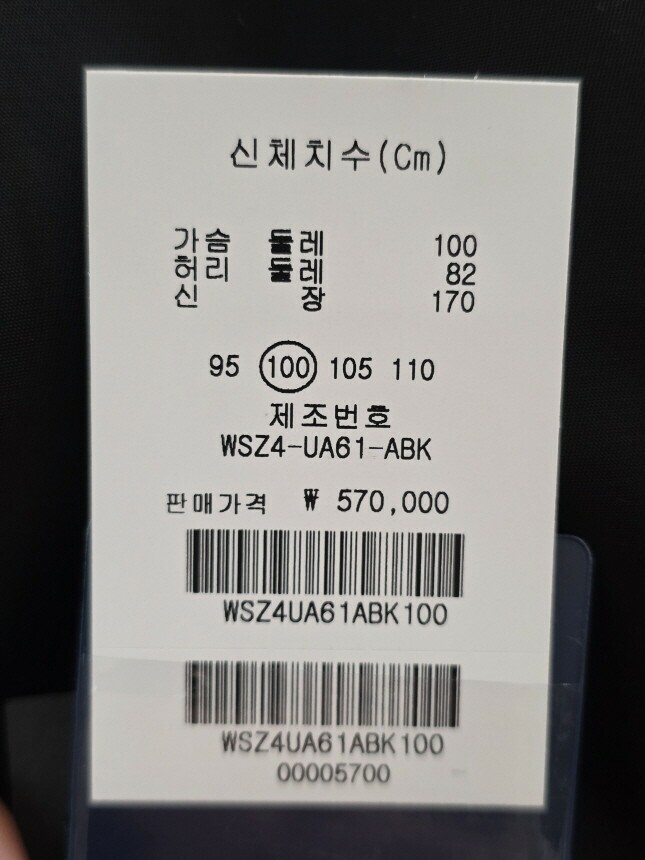 신체치수(Cm)
가슴 둘레 100
허리 둘레 82
신 장 170
95 100 105 110
제조번호
WSZ4-UA61-ABK
판매가격 ₩ 570,000
WSZ4UA61ABK100
WSZ4UA61ABK100
00005700